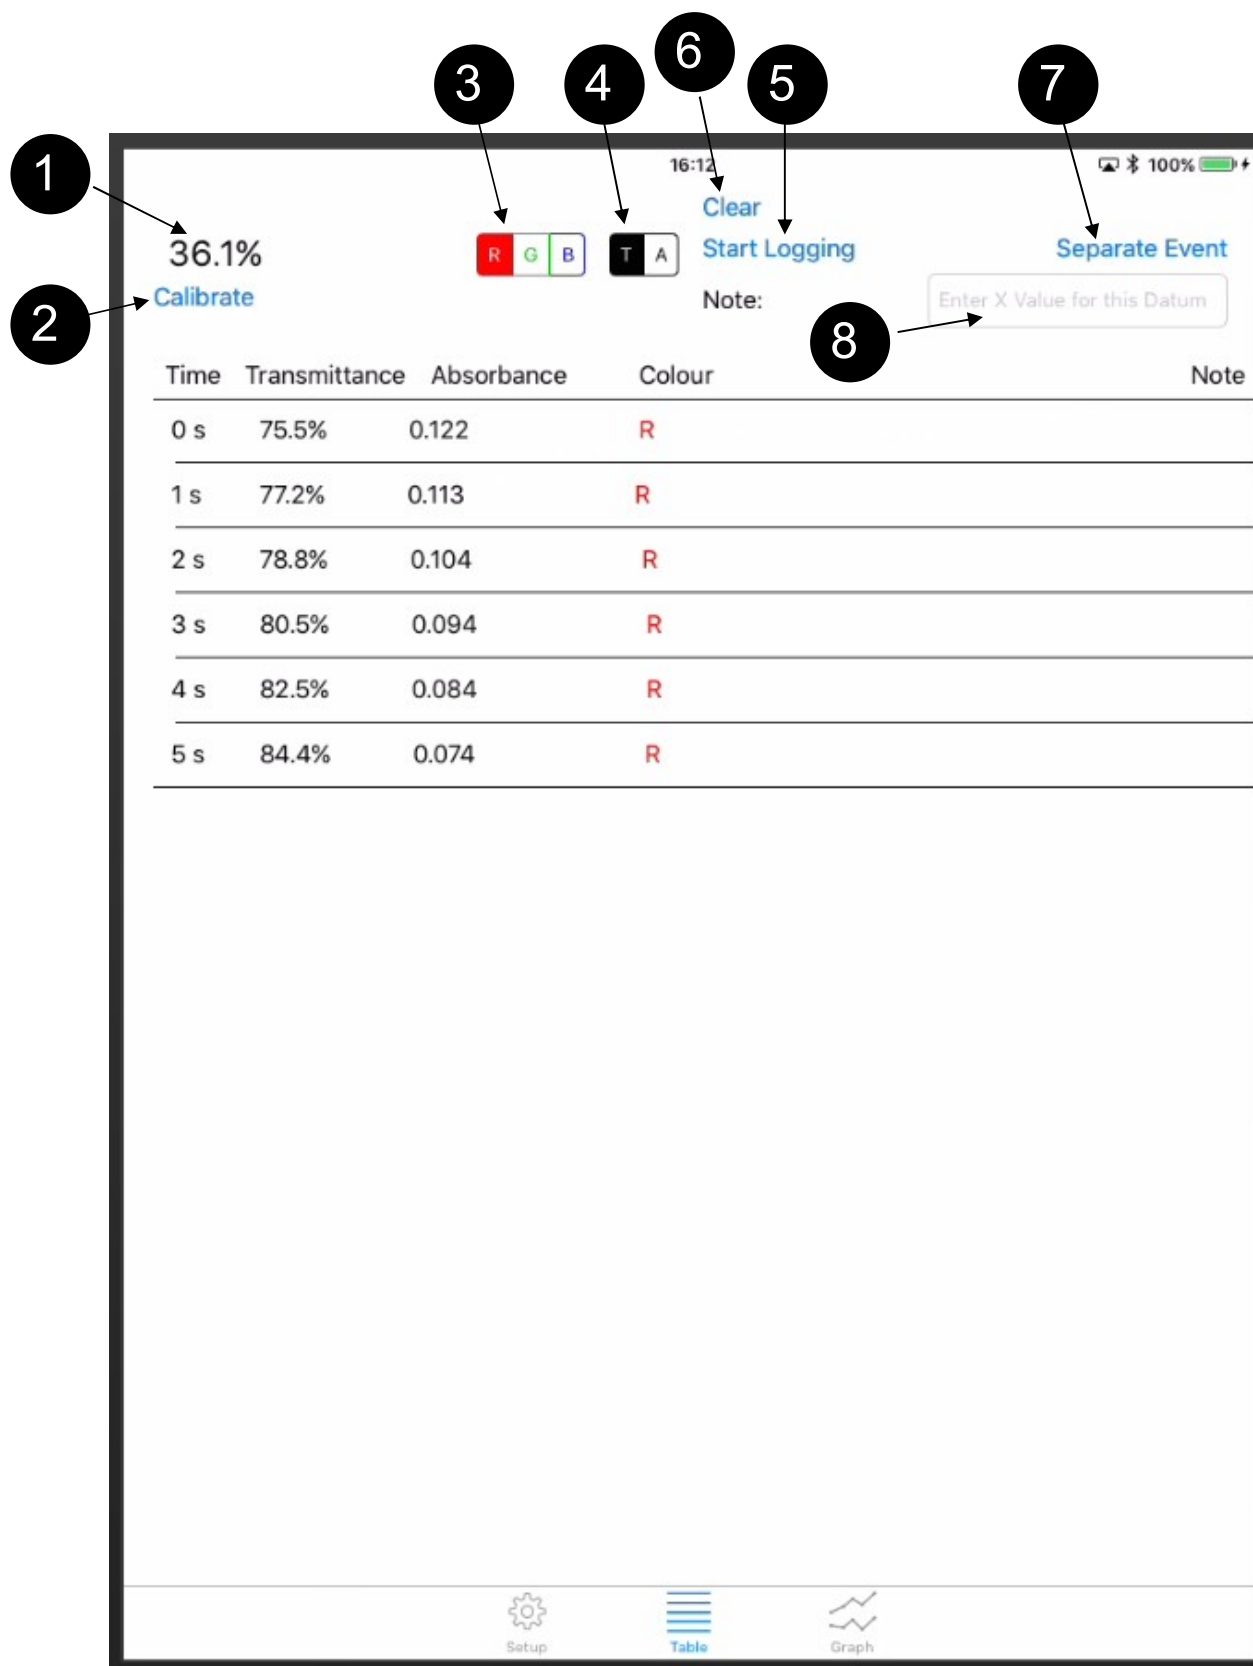 6
3
4
5
7
1
16:12
100%
Clear
36.1%
R G B
T A
Start Logging
Separate Event
Calibrate
Note:
Enter X Value for this Datum
2
8
Time Transmittance Absorbance Colour Note
0 s 75.5% 0.122 R
1 s 77.2% 0.113 R
2 s 78.8% 0.104 R
3 s 80.5% 0.094 R
4 s 82.5% 0.084 R
5 s 84.4% 0.074 R
Setup Table Graph